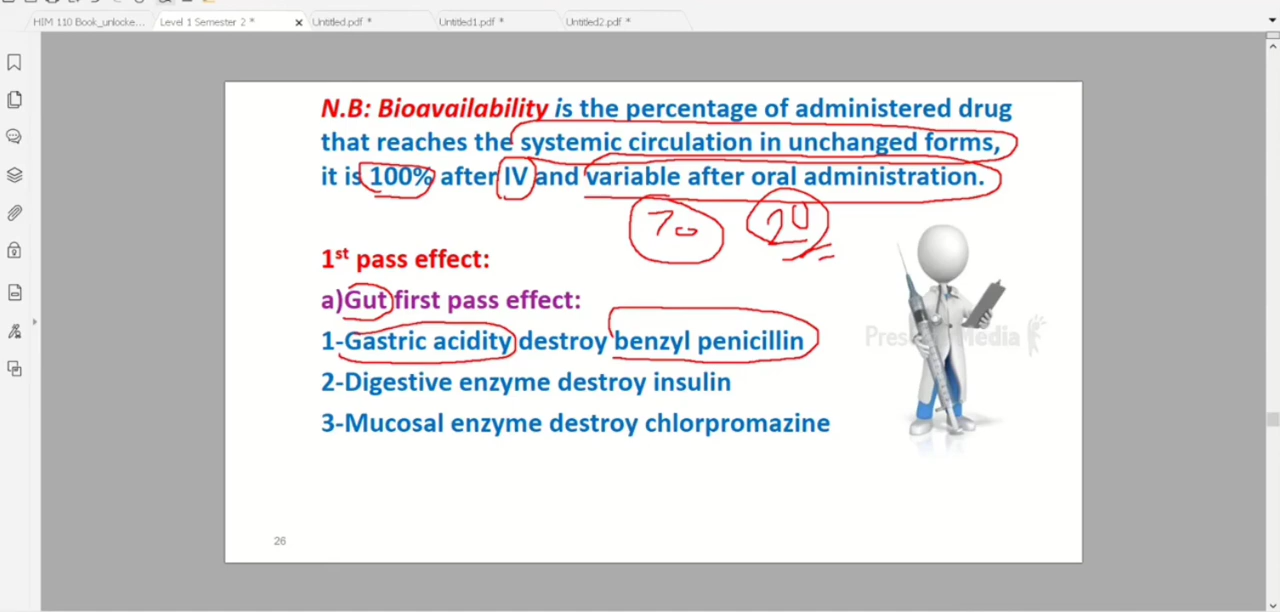 HIM 110 Book_unlocke... Level 1 Semester 2 * Untitled.pdf * Untitled1.pdf * Untitled2.pdf *
N.B: Bioavailability is the percentage of administered drug
that reaches the systemic circulation in unchanged forms,
it is 100% after IV and variable after oral administration.
70 20
1st pass effect:
a)Gut first pass effect:
1-Gastric acidity destroy benzyl penicillin
2-Digestive enzyme destroy insulin
3-Mucosal enzyme destroy chlorpromazine
26